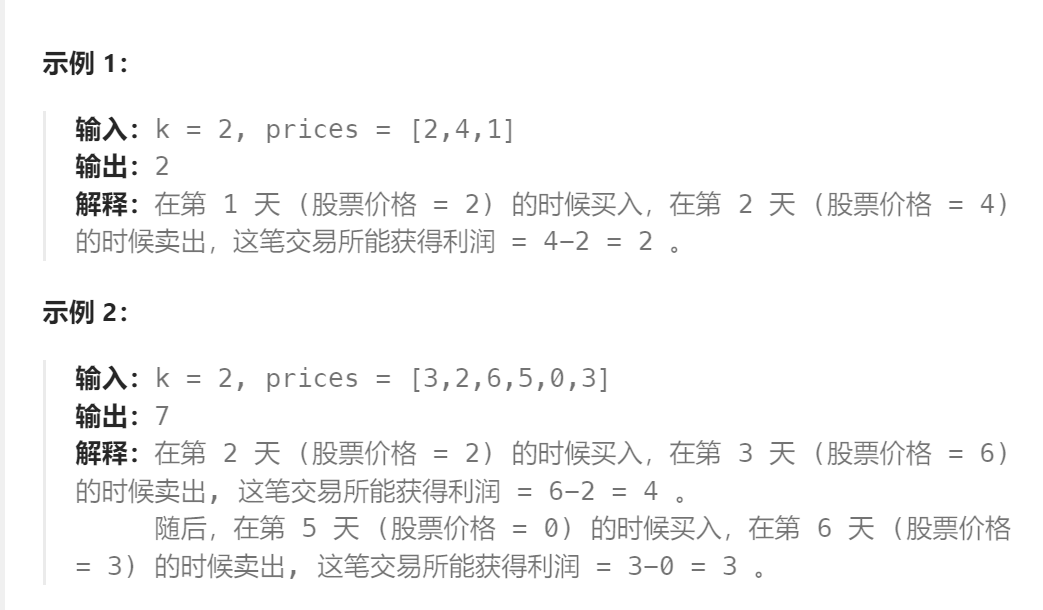 示例 1：
输入：k = 2, prices = [2,4,1]
输出：2
解释：在第 1 天 (股票价格 = 2) 的时候买入，在第 2 天 (股票价格 = 4)
的时候卖出，这笔交易所能获得利润 = 4-2 = 2 。
示例 2：
输入：k = 2, prices = [3,2,6,5,0,3]
输出：7
解释：在第 2 天 (股票价格 = 2) 的时候买入，在第 3 天 (股票价格 = 6)
的时候卖出, 这笔交易所能获得利润 = 6-2 = 4 。
随后，在第 5 天 (股票价格 = 0) 的时候买入，在第 6 天 (股票价格
= 3) 的时候卖出, 这笔交易所能获得利润 = 3-0 = 3 。